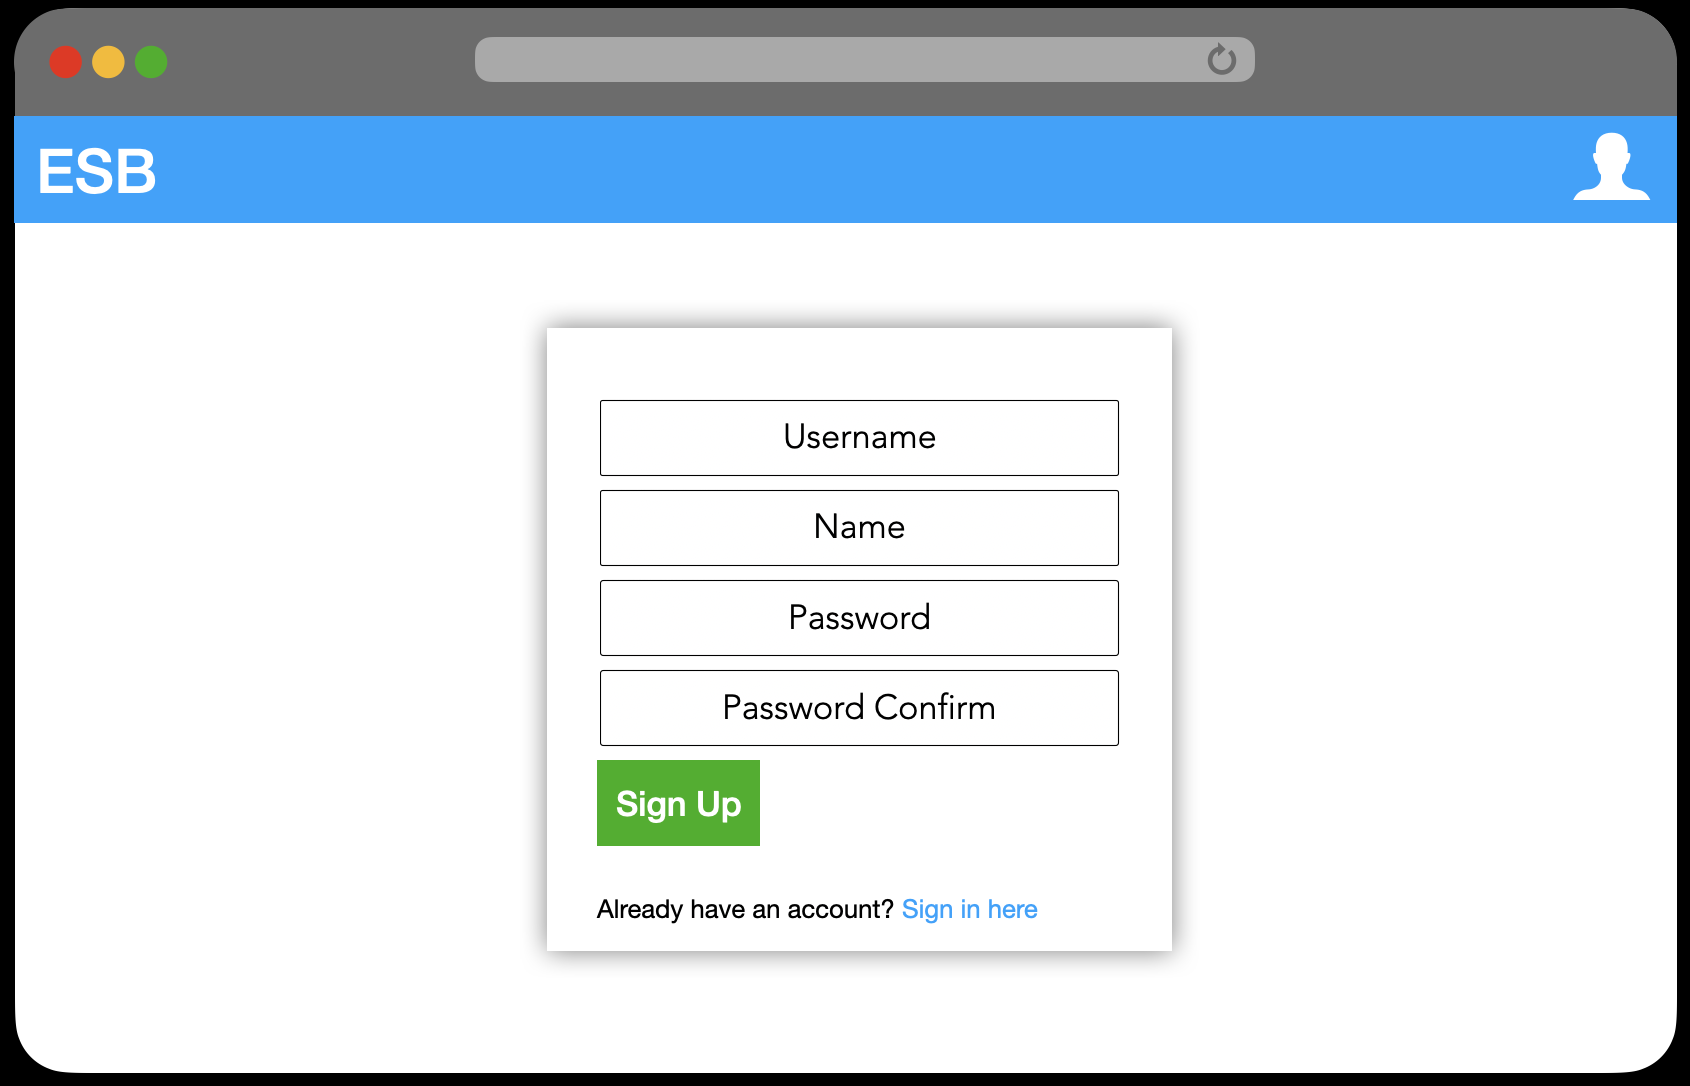 ESB
Username
Name
Password
Password Confirm
Sign Up
Already have an account? Sign in here